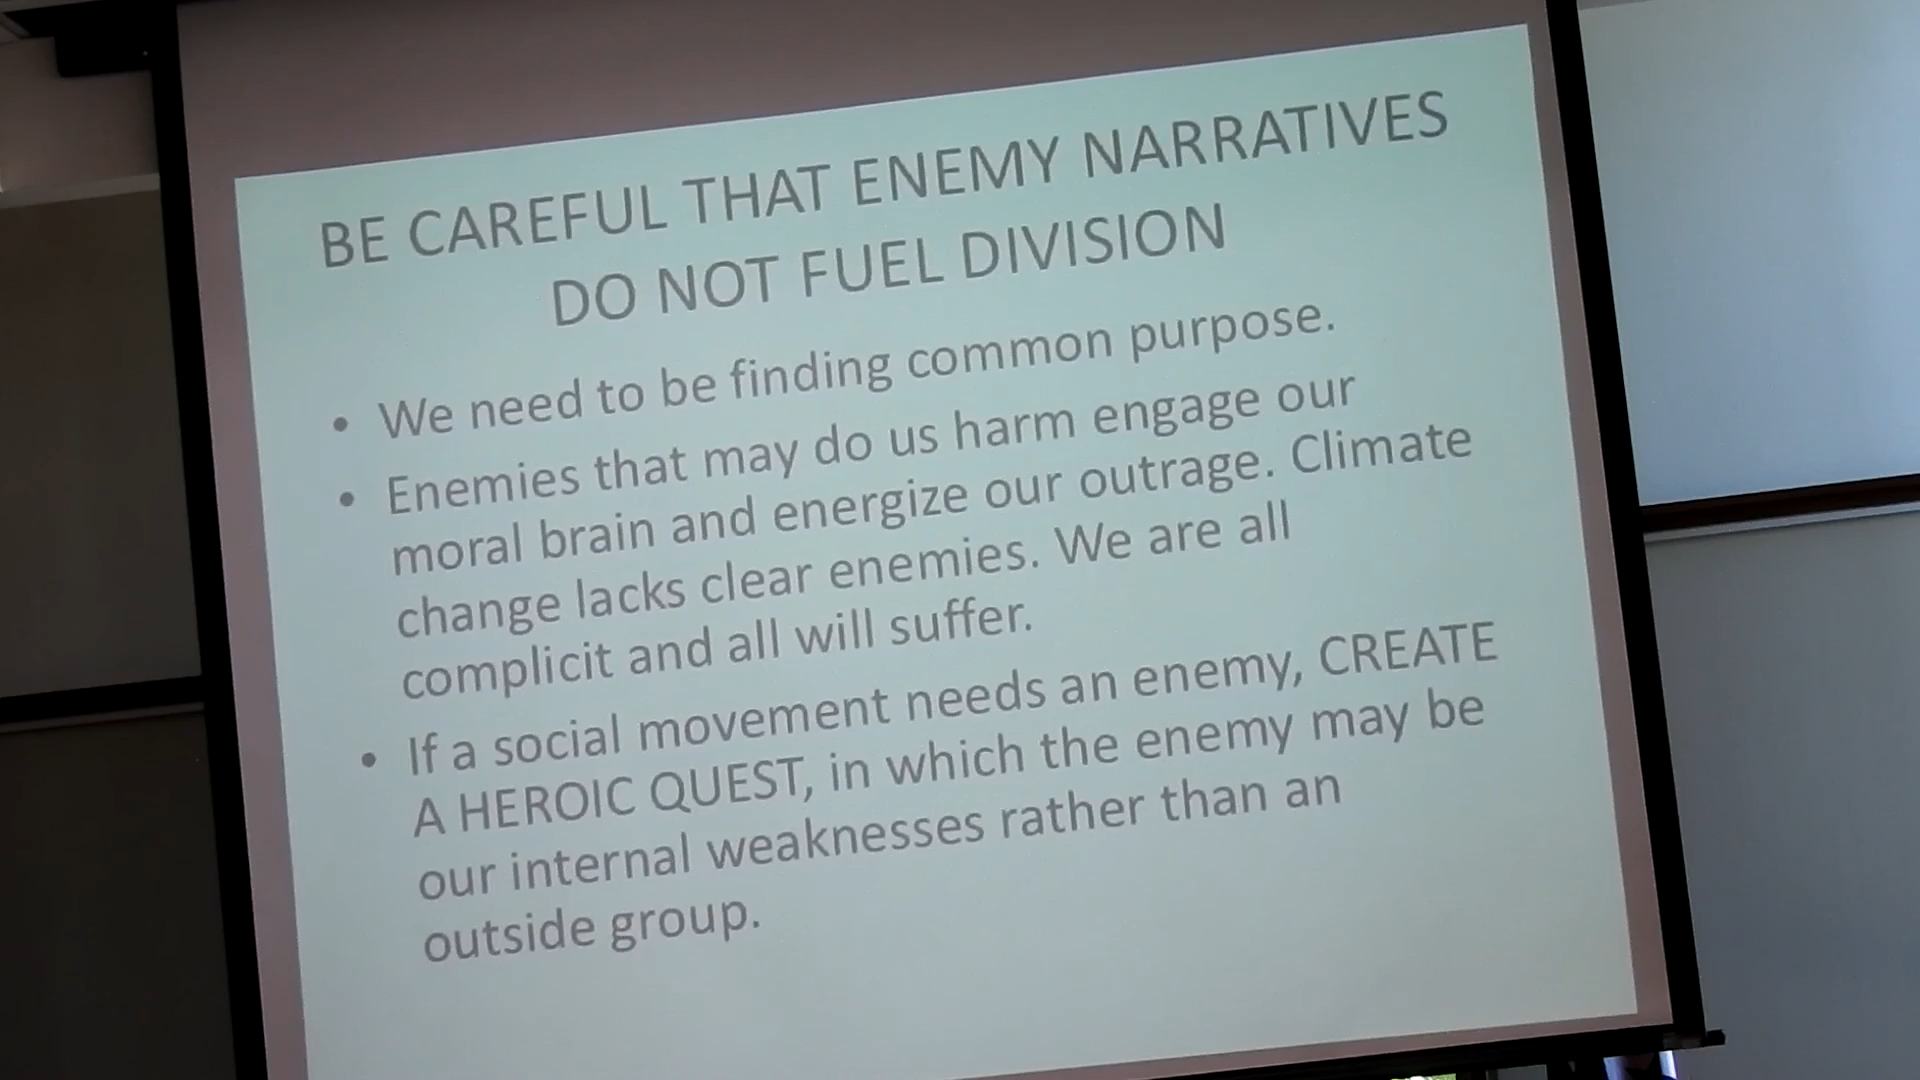 BE CAREFUL THAT ENEMY NARRATIVES
DO NOT FUEL DIVISION
• We need to be finding common purpose.
• Enemies that may do us harm engage our
moral brain and energize our outrage. Climate
change lacks clear enemies. We are all
complicit and all will suffer.
• If a social movement needs an enemy, CREATE
A HEROIC QUEST, in which the enemy may be
our internal weaknesses rather than an
outside group.